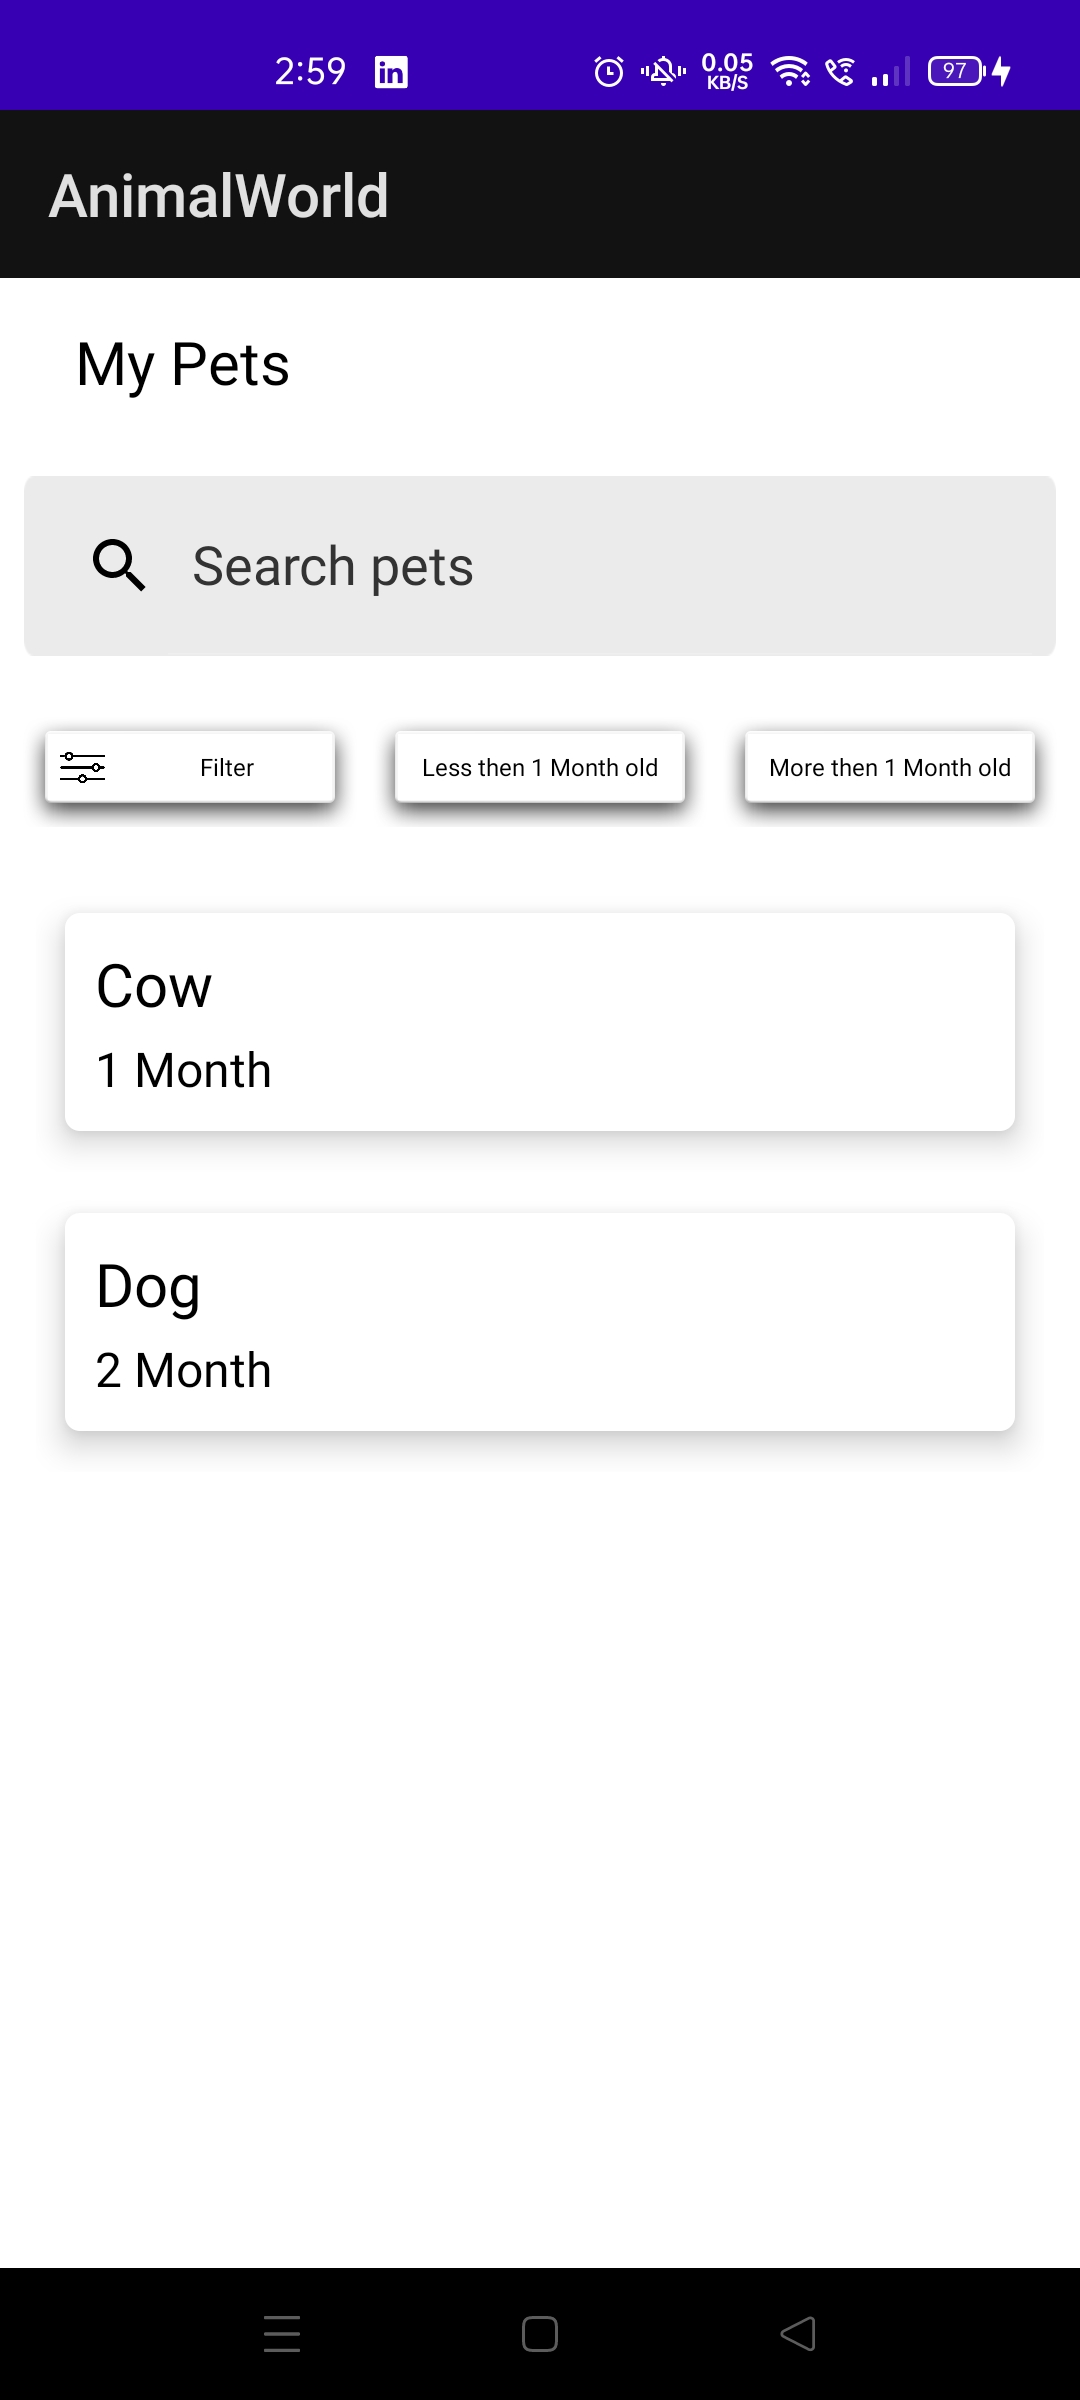 2:59 in 0.05 KB/S 97
AnimalWorld
My Pets
Search pets
Filter Less then 1 Month old More then 1 Month old
Cow
1 Month
Dog
2 Month